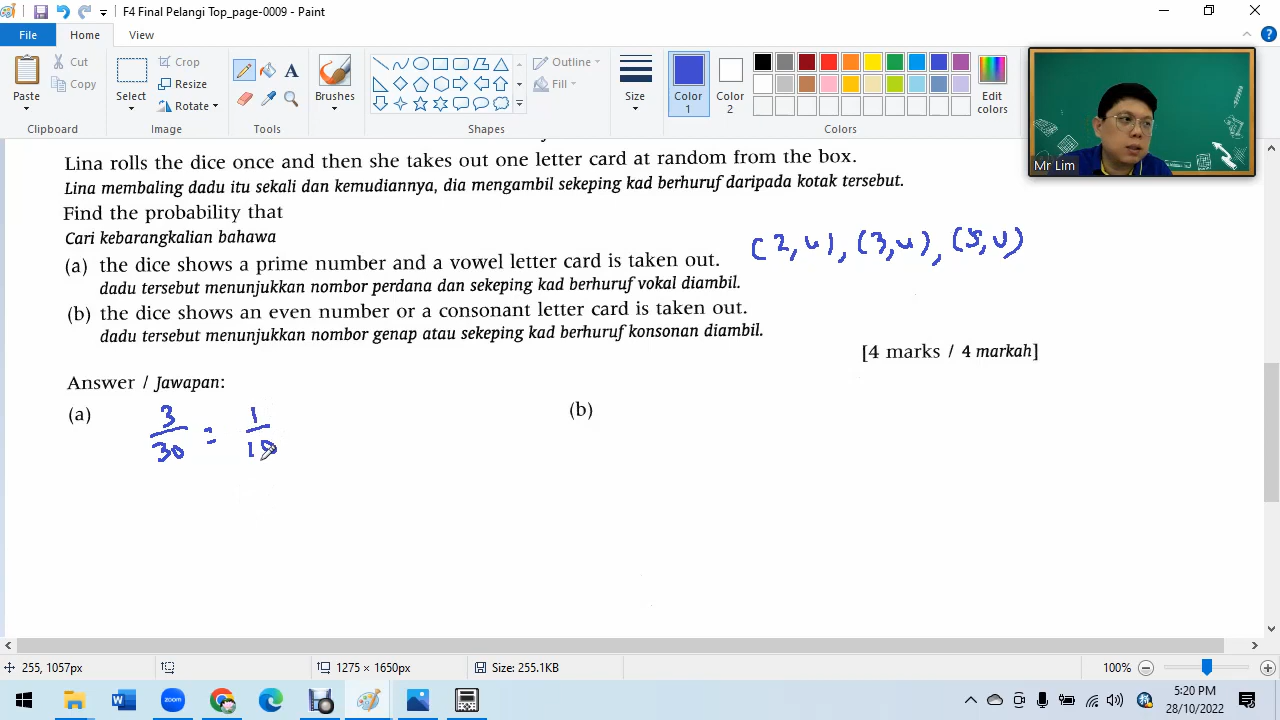 F4 Final Pelangi Top_page-0009 - Paint
File Home View
Cut
Copy
Paste
Clipboard
Select
Crop
Resize
Rotate
Image
A
Tools
Brushes
Outline
Fill
Shapes
Size
Color 1
Color 2
Edit colors
Colors
Mr Lim
Lina rolls the dice once and then she takes out one letter card at random from the box.
Lina membaling dadu itu sekali dan kemudiannya, dia mengambil sekeping kad berhuruf daripada kotak tersebut.
Find the probability that
Cari kebarangkalian bahawa
(2,u), (3,u), (5,u)
(a) the dice shows a prime number and a vowel letter card is taken out.
dadu tersebut menunjukkan nombor perdana dan sekeping kad berhuruf vokal diambil.
(b) the dice shows an even number or a consonant letter card is taken out.
dadu tersebut menunjukkan nombor genap atau sekeping kad berhuruf konsonan diambil.
[4 marks / 4 markah]
Answer / Jawapan:
(a) 3/30 = 1/10
(b)
255, 1057px
1275 × 1650px
Size: 255.1KB
100%
zoom
5:20 PM
28/10/2022